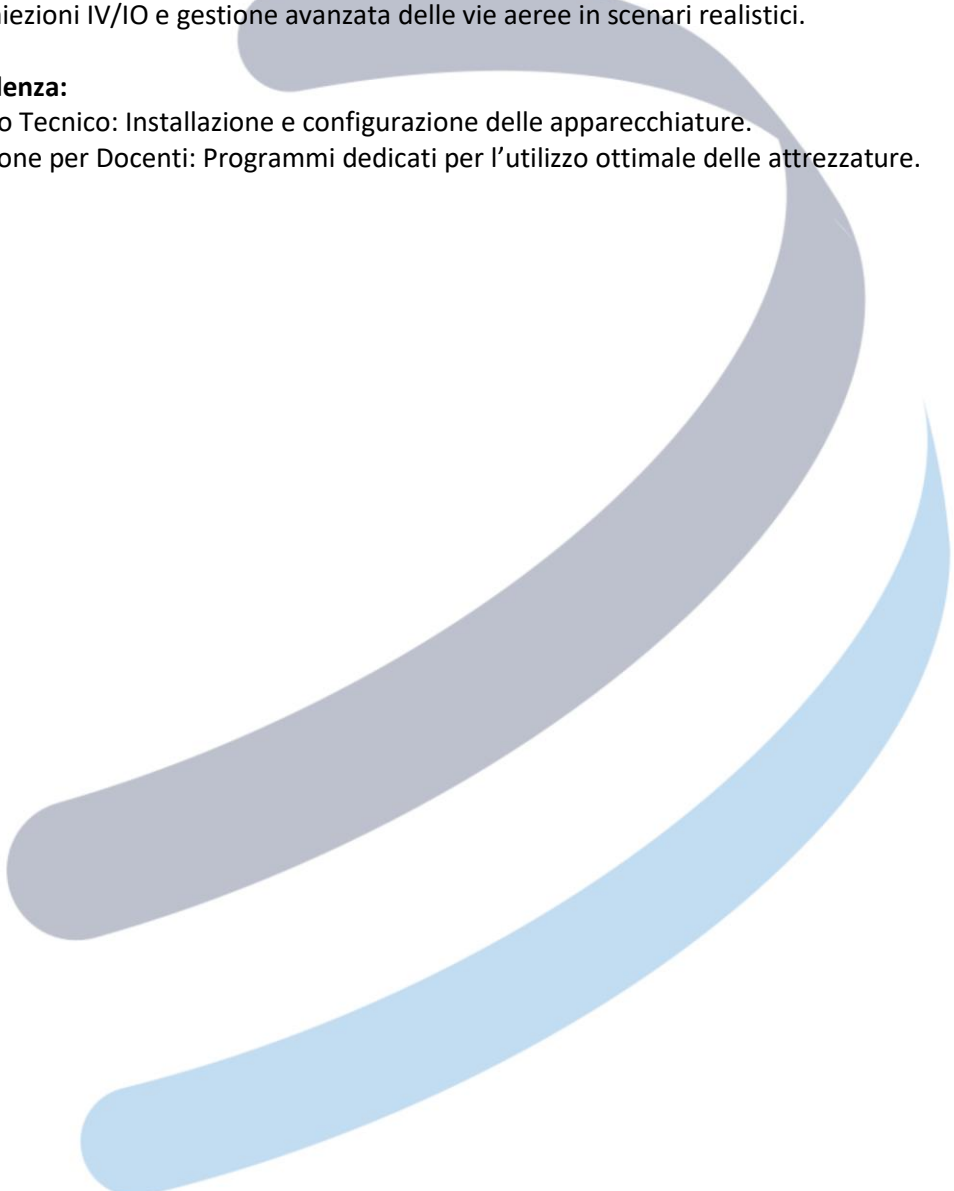 iezioni IV/IO e gestione avanzata delle vie aeree in scenari realistici.
lenza:
o Tecnico: Installazione e configurazione delle apparecchiature.
one per Docenti: Programmi dedicati per l’utilizzo ottimale delle attrezzature.